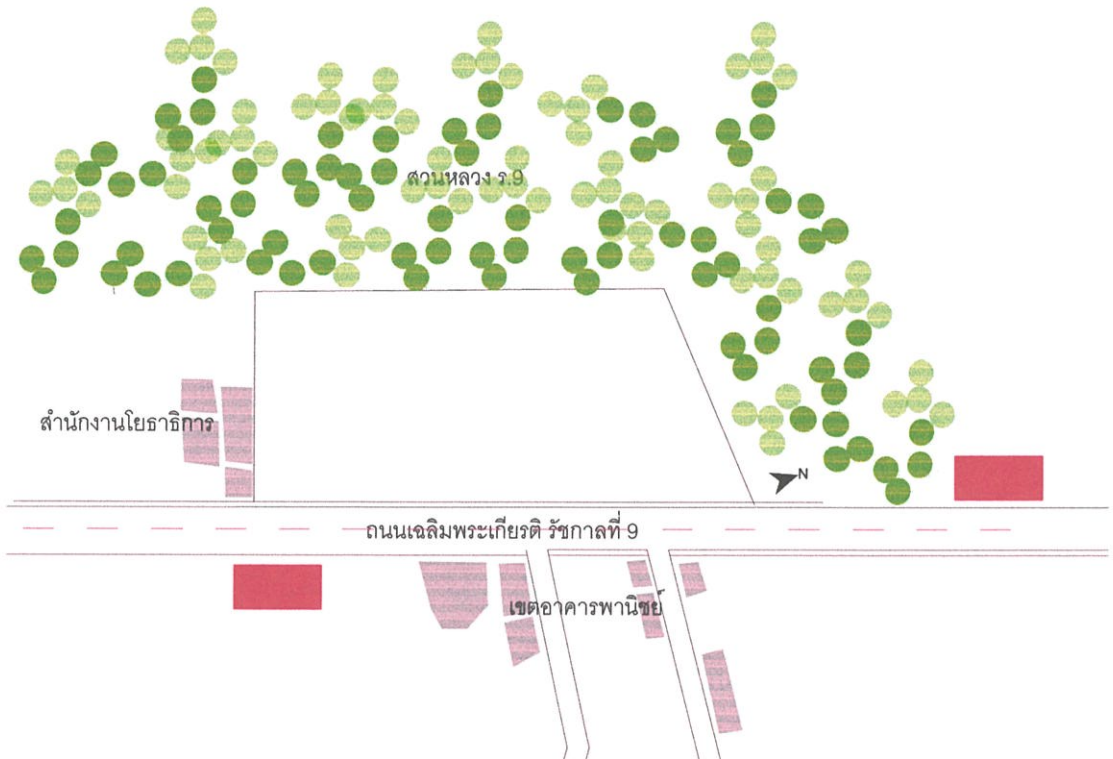 สวนหลวง ร.9
สำนักงานโยธาธิการ
N
ถนนเฉลิมพระเกียรติ รัชกาลที่ 9
เขตอาคารพานิชย์